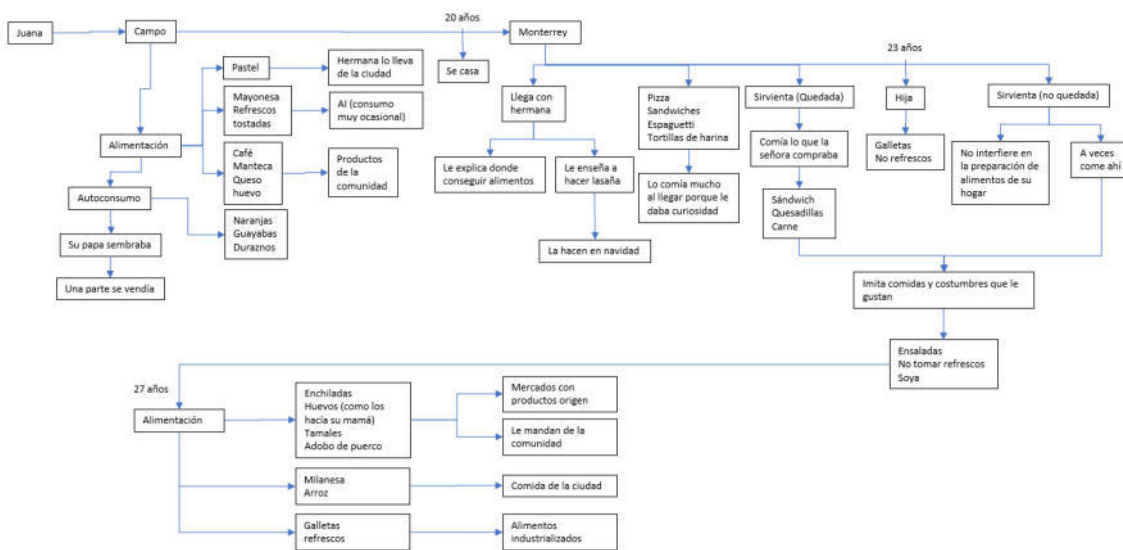 Juana
Campo
20 años
Monterrey
23 años
Pastel
Hermana lo lleva
de la ciudad
Se casa
Mayonesa
Refrescos
tostadas
AI (consumo
muy ocasional)
Alimentación
Café
Manteca
Queso
huevo
Productos
de la
comunidad
Autoconsumo
Naranjas
Guayabas
Duraznos
Su papa sembraba
Una parte se vendía
Llega con
hermana
Le explica donde
conseguir alimentos
Le enseña a
hacer lasaña
La hacen en navidad
Pizza
Sandwiches
Espaguetti
Tortillas de harina
Lo comía mucho
al llegar porque le
daba curiosidad
Sirvienta (Quedada)
Comía lo que la
señora compraba
Sándwich
Quesadillas
Carne
Hija
Galletas
No refrescos
Sirvienta (no quedada)
No interfiere en
la preparación de
alimentos de su
hogar
A veces
come ahí
Imita comidas y costumbres que le
gustan
Ensaladas
No tomar refrescos
Soya
27 años
Alimentación
Enchiladas
Huevos (como los
hacía su mamá)
Tamales
Adobo de puerco
Mercados con
productos origen
Le mandan de la
comunidad
Milanesa
Arroz
Comida de la ciudad
Galletas
refrescos
Alimentos
industrializados